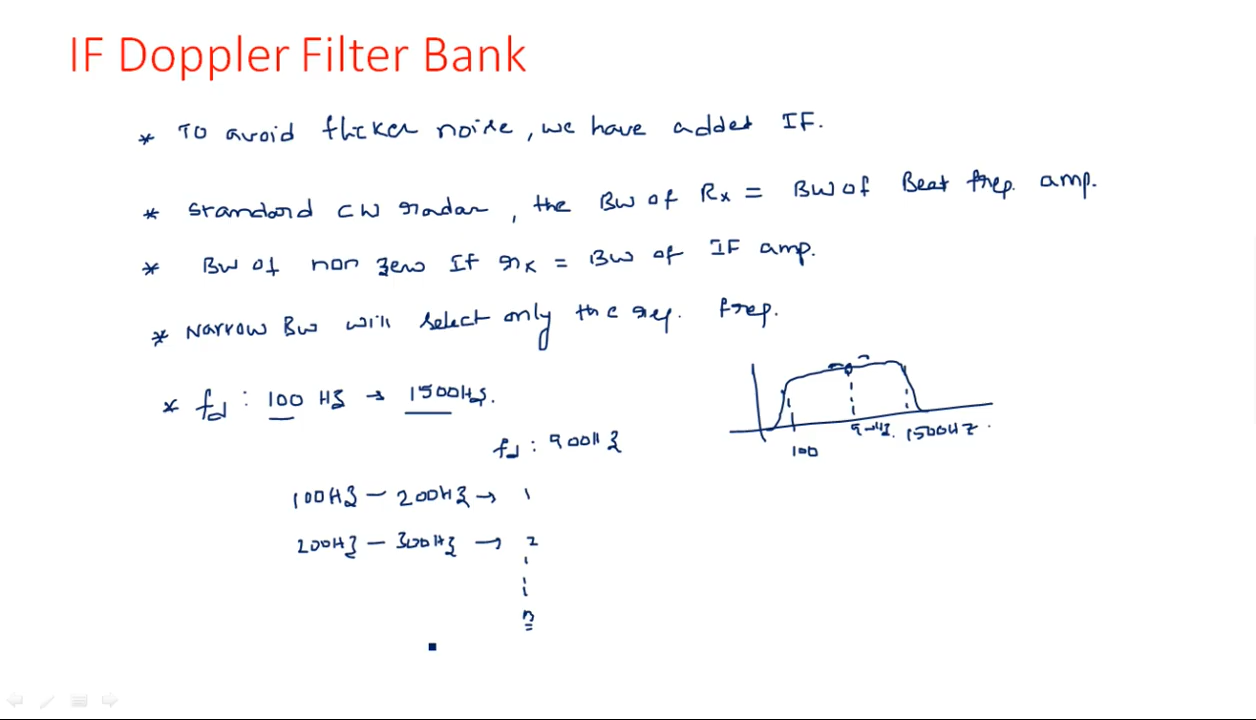 IF Doppler Filter Bank
* To avoid flicker noise, we have added IF.
* Standard CW radar, the BW of Rx = BW of Beat freq. amp.
* BW of non zero IF rx = BW of IF amp.
* Narrow BW will select only the req. freq.
* fd : 100 Hz → 1500Hz.
fd : 900Hz
100Hz - 200Hz → 1
200Hz - 300Hz → 2
n
100
900Hz.
1500Hz.